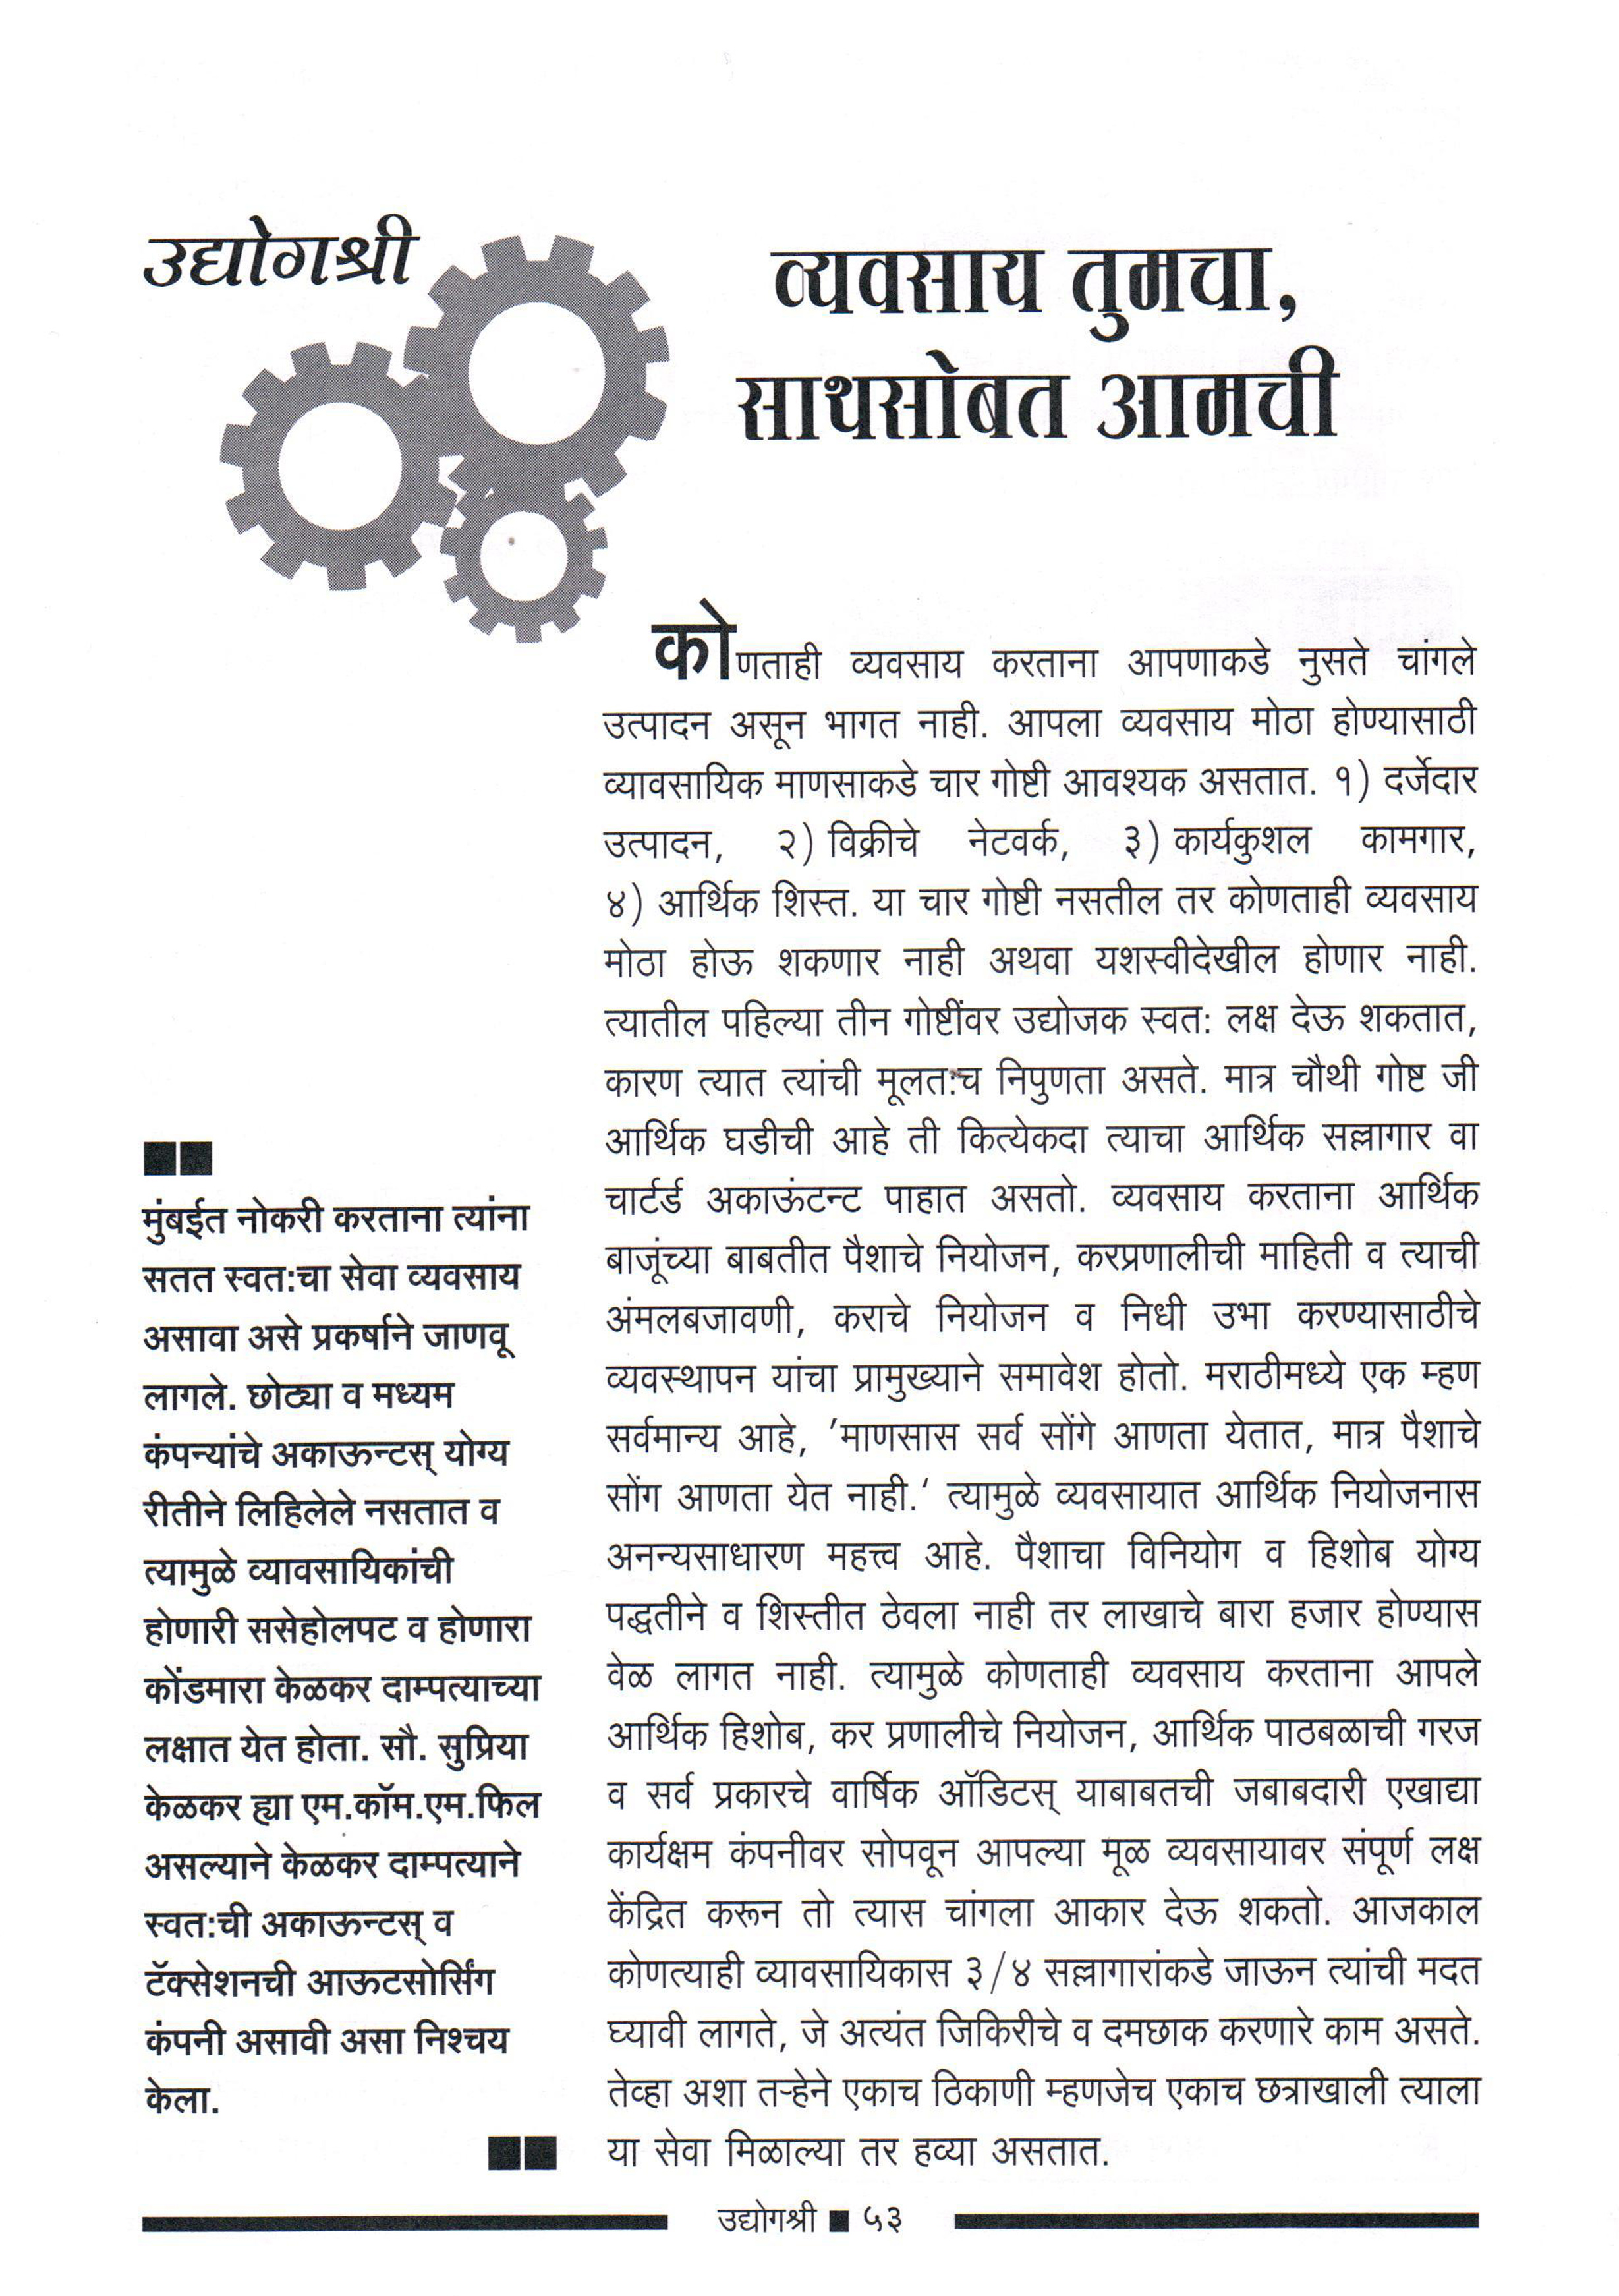 उद्योगश्री
व्यवसाय तुमचा,
साथसोबत आमची
कोणताही व्यवसाय करताना आपणाकडे नुसते चांगले
उत्पादन असून भागत नाही. आपला व्यवसाय मोठा होण्यासाठी
व्यावसायिक माणसाकडे चार गोष्टी आवश्यक असतात. १) दर्जेदार
उत्पादन, २) विक्रीचे नेटवर्क, ३) कार्यकुशल कामगार,
४) आर्थिक शिस्त. या चार गोष्टी नसतील तर कोणताही व्यवसाय
मोठा होऊ शकणार नाही अथवा यशस्वीदेखील होणार नाही.
त्यातील पहिल्या तीन गोष्टींवर उद्योजक स्वत: लक्ष देऊ शकतात,
कारण त्यात त्यांची मूलत:च निपुणता असते. मात्र चौथी गोष्ट जी
आर्थिक घडीची आहे ती कित्येकदा त्याचा आर्थिक सल्लागार वा
चार्टर्ड अकाऊंटन्ट पाहात असतो. व्यवसाय करताना आर्थिक
बाजूंच्या बाबतीत पैशाचे नियोजन, करप्रणालीची माहिती व त्याची
अंमलबजावणी, कराचे नियोजन व निधी उभा करण्यासाठीचे
व्यवस्थापन यांचा प्रामुख्याने समावेश होतो. मराठीमध्ये एक म्हण
सर्वमान्य आहे, ’माणसास सर्व सोंगे आणता येतात, मात्र पैशाचे
सोंग आणता येत नाही.‘ त्यामुळे व्यवसायात आर्थिक नियोजनास
अनन्यसाधारण महत्त्व आहे. पैशाचा विनियोग व हिशोब योग्य
पद्धतीने व शिस्तीत ठेवला नाही तर लाखाचे बारा हजार होण्यास
वेळ लागत नाही. त्यामुळे कोणताही व्यवसाय करताना आपले
आर्थिक हिशोब, कर प्रणालीचे नियोजन, आर्थिक पाठबळाची गरज
व सर्व प्रकारचे वार्षिक ऑडिटस् याबाबतची जबाबदारी एखाद्या
कार्यक्षम कंपनीवर सोपवून आपल्या मूळ व्यवसायावर संपूर्ण लक्ष
केंद्रित करून तो त्यास चांगला आकार देऊ शकतो. आजकाल
कोणत्याही व्यावसायिकास ३/४ सल्लागारांकडे जाऊन त्यांची मदत
घ्यावी लागते, जे अत्यंत जिकिरीचे व दमछाक करणारे काम असते.
तेव्हा अशा तऱ्हेने एकाच ठिकाणी म्हणजेच एकाच छत्राखाली त्याला
या सेवा मिळाल्या तर हव्या असतात.
मुंबईत नोकरी करताना त्यांना
सतत स्वत:चा सेवा व्यवसाय
असावा असे प्रकर्षाने जाणवू
लागले. छोट्या व मध्यम
कंपन्यांचे अकाऊन्टस् योग्य
रीतीने लिहिलेले नसतात व
त्यामुळे व्यावसायिकांची
होणारी ससेहोलपट व होणारा
कोंडमारा केळकर दाम्पत्याच्या
लक्षात येत होता. सौ. सुप्रिया
केळकर ह्या एम.कॉम.एम.फिल
असल्याने केळकर दाम्पत्याने
स्वत:ची अकाऊन्टस् व
टॅक्सेशनची आऊटसोर्सिंग
कंपनी असावी असा निश्चय
केला.
उद्योगश्री ■ ५३